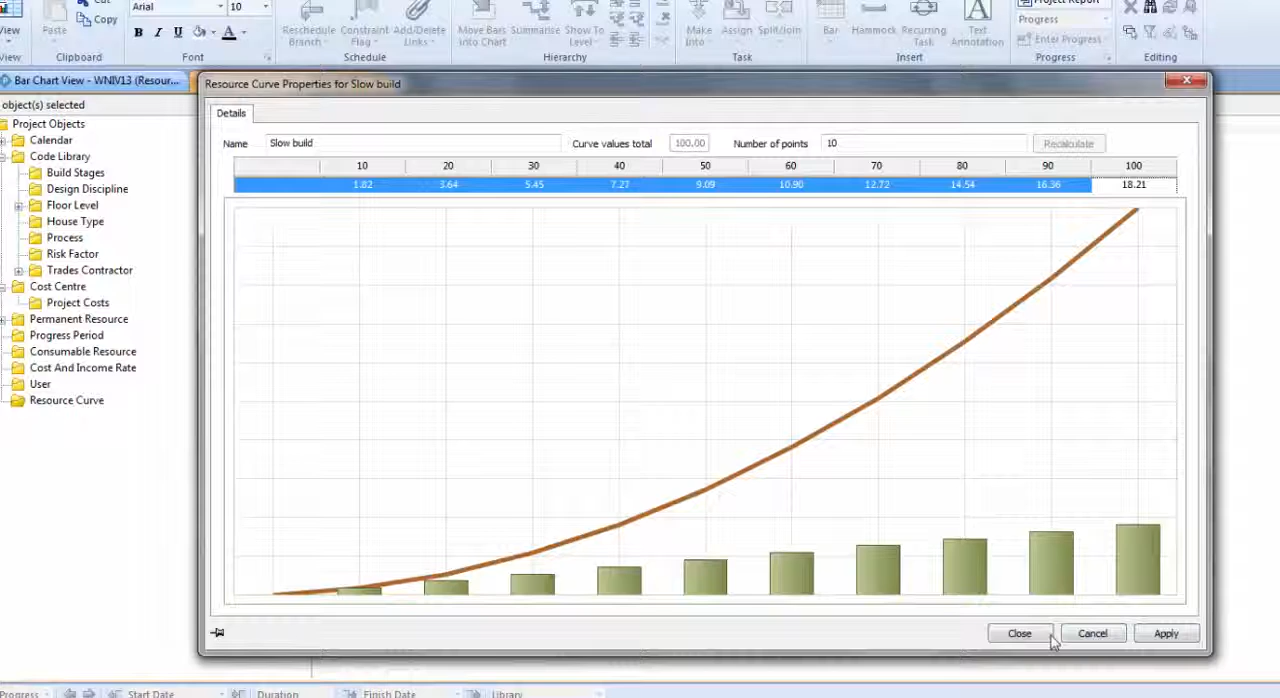 Cut
Arial 10
Project Report
View
Paste
Copy
B I U A
Reschedule Branch
Constraint Flag
Add/Delete Links
Move Bars Into Chart
Summarise
Show To Level
Make Into
Assign
Split/Join
Bar
Hammock
Recurring Task
Text Annotation
Progress
Enter Progress
View
Clipboard
Font
Schedule
Hierarchy
Task
Insert
Progress
Editing
Bar Chart View - WNIV13 (Resour...
object(s) selected
Project Objects
Calendar
Code Library
Build Stages
Design Discipline
Floor Level
House Type
Process
Risk Factor
Trades Contractor
Cost Centre
Project Costs
Permanent Resource
Progress Period
Consumable Resource
Cost And Income Rate
User
Resource Curve
Resource Curve Properties for Slow build
Details
Name Slow build Curve values total 100.00 Number of points 10 Recalculate
10 20 30 40 50 60 70 80 90 100
1.82 3.64 5.45 7.27 9.09 10.90 12.72 14.54 16.36 18.21
Close Cancel Apply
Progress Start Date Duration Finish Date Library